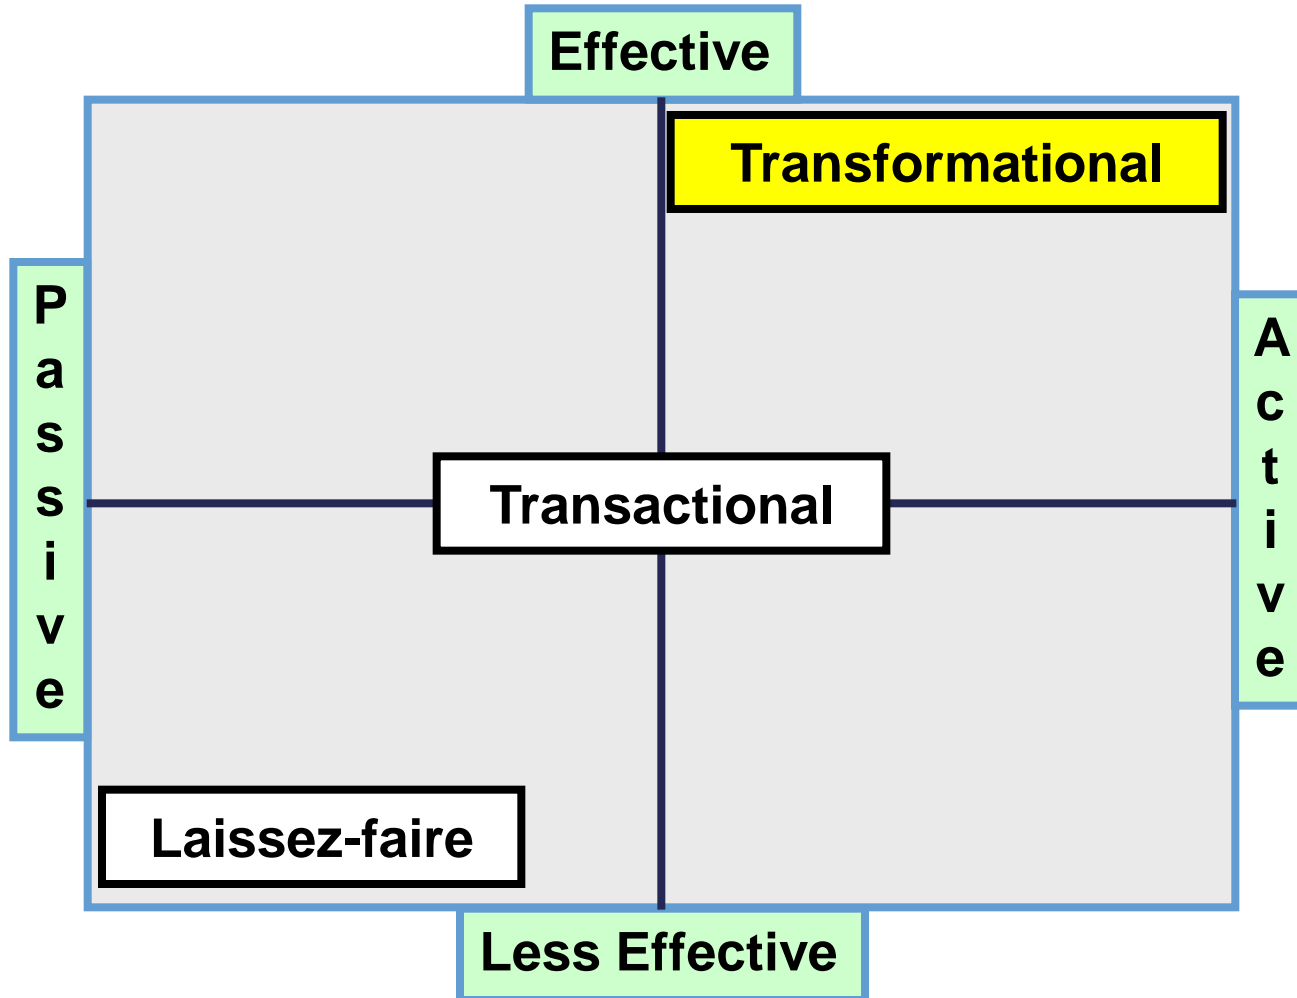 Effective
Transformational
Passive
Active
Transactional
Laissez-faire
Less Effective